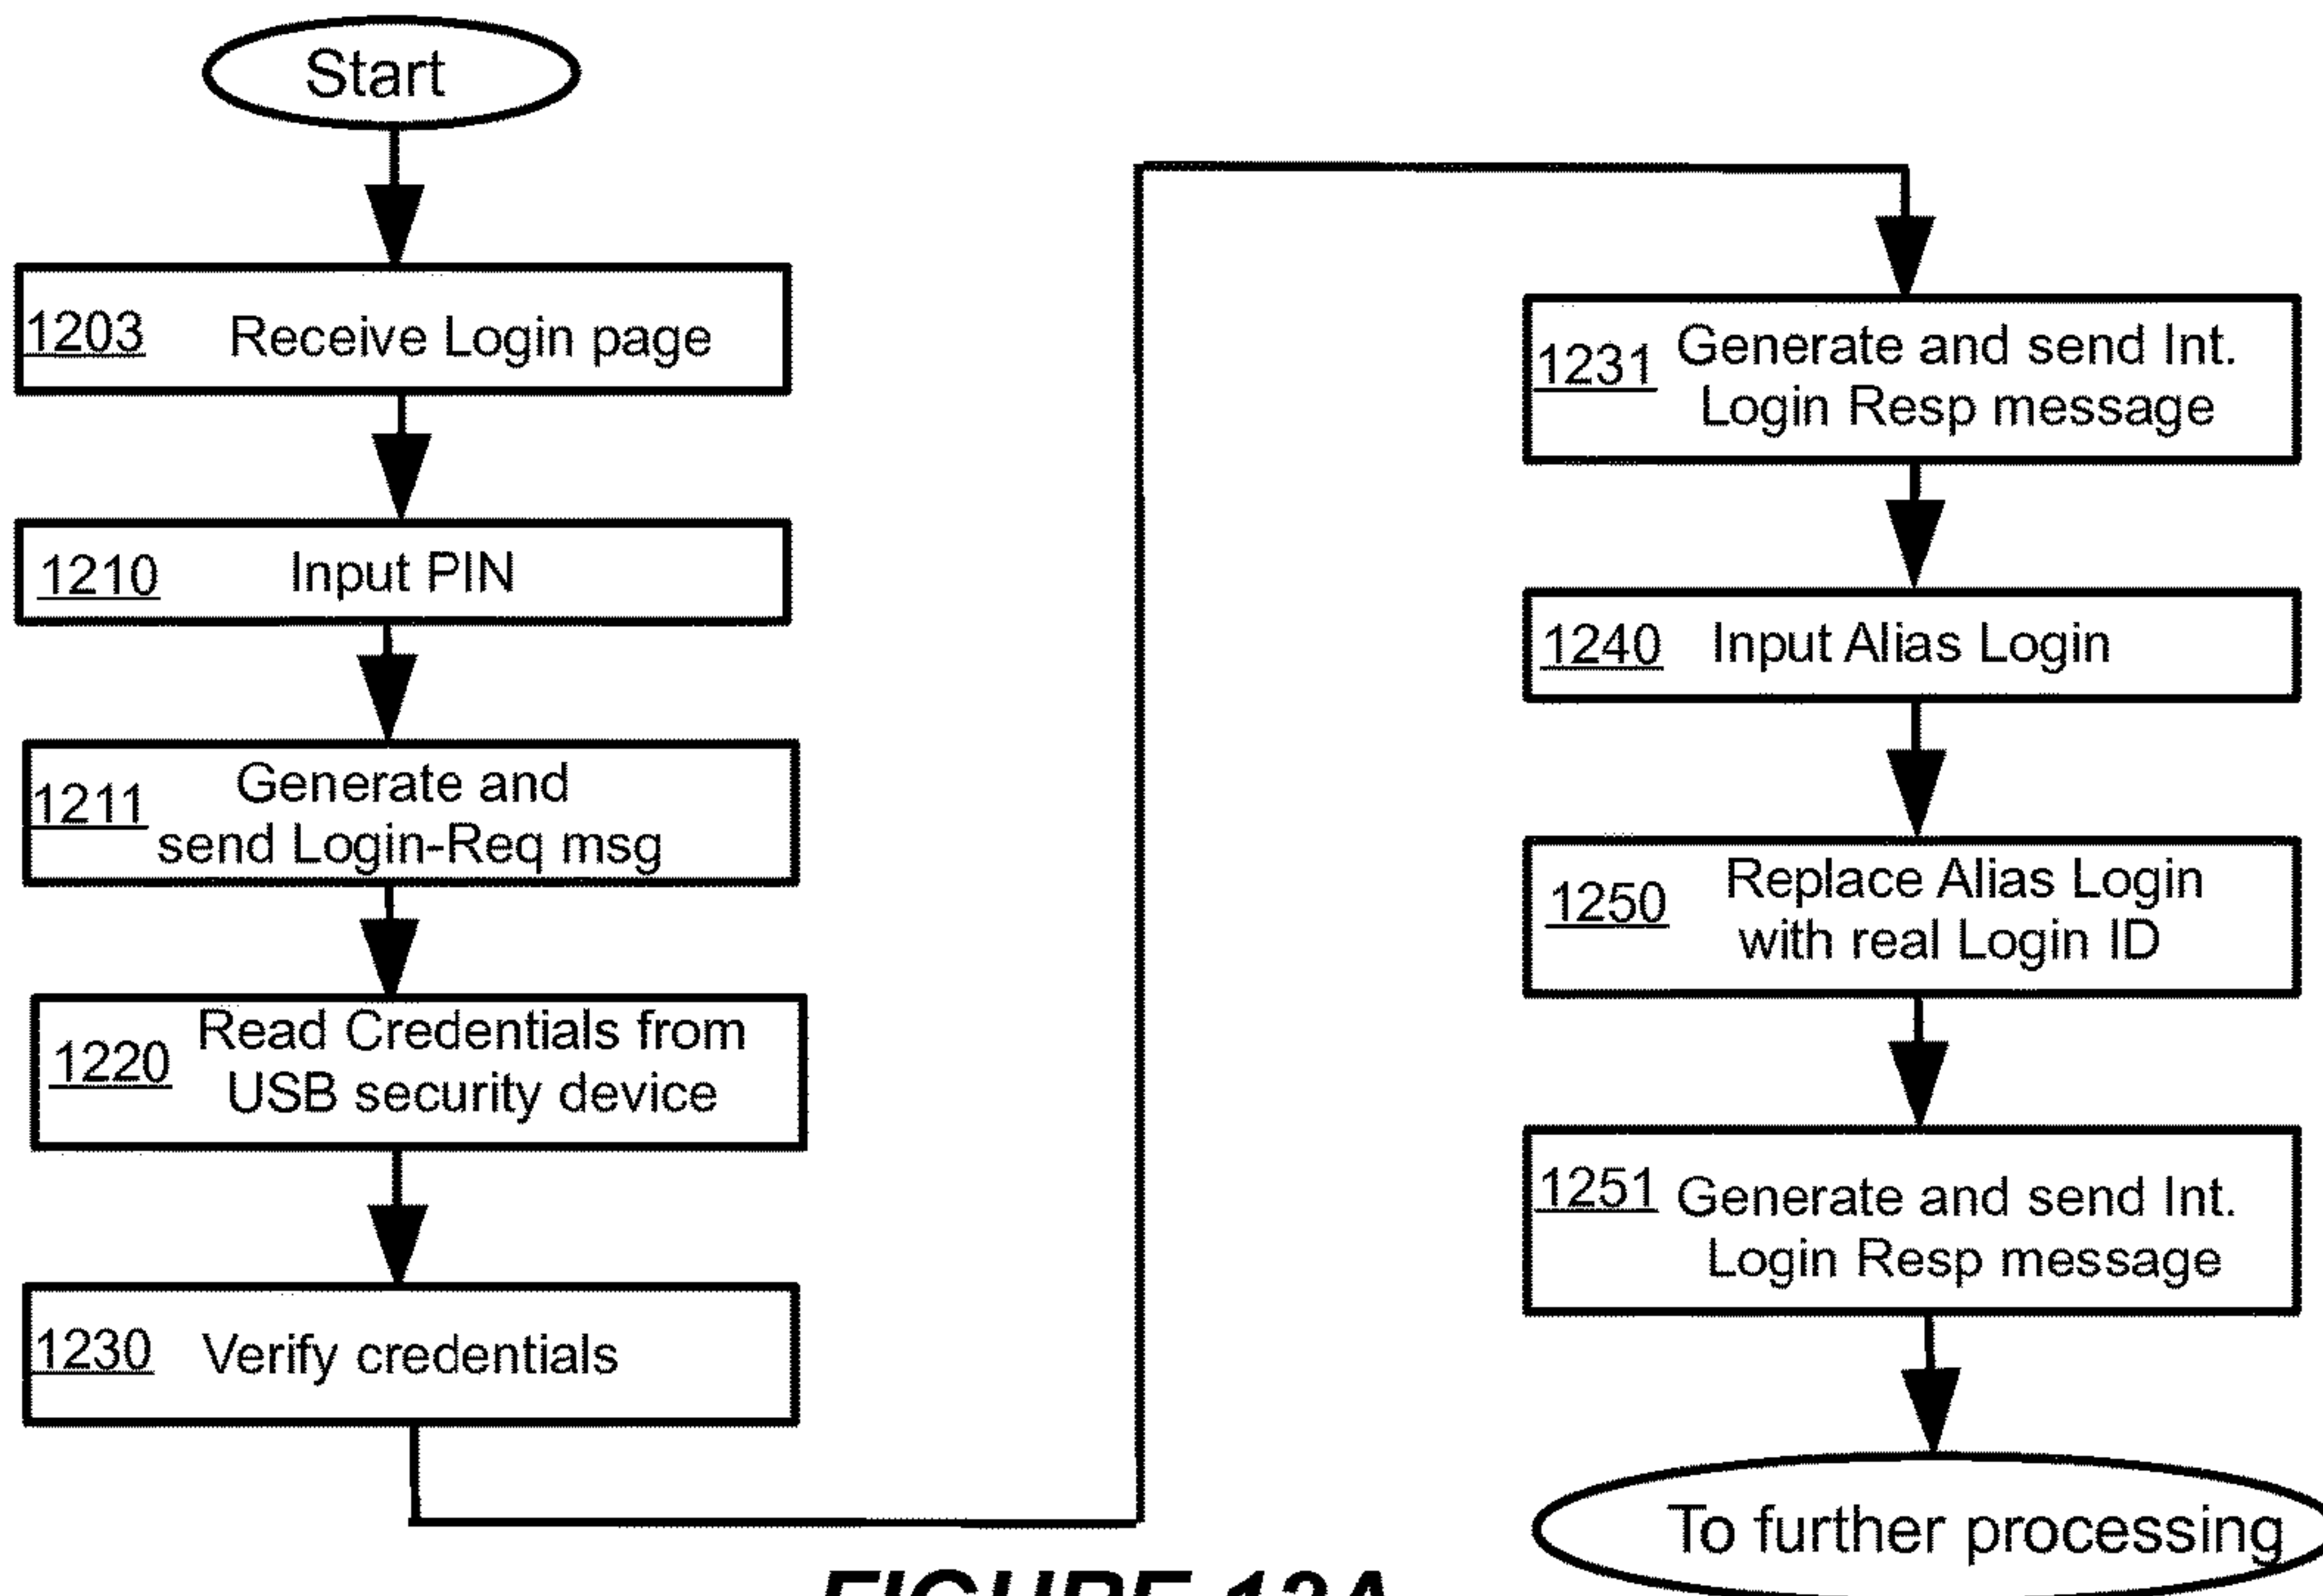 Start
1203 Receive Login page
1210 Input PIN
1211 Generate and
send Login-Req msg
1220 Read Credentials from
USB security device
1230 Verify credentials
1231 Generate and send Int.
Login Resp message
1240 Input Alias Login
1250 Replace Alias Login
with real Login ID
1251 Generate and send Int.
Login Resp message
To further processing
FIGURE 12A